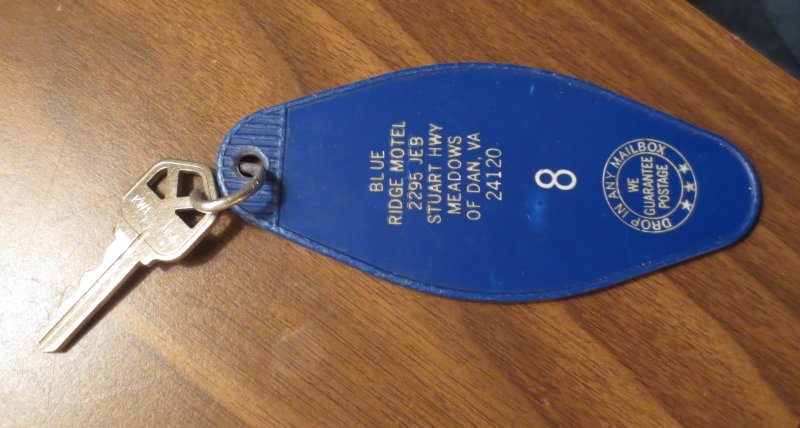 BLUE
RIDGE MOTEL
2295 JEB
STUART HWY
MEADOWS
OF DAN, VA
24120
8
DROP IN ANY MAILBOX
WE
GUARANTEE
POSTAGE